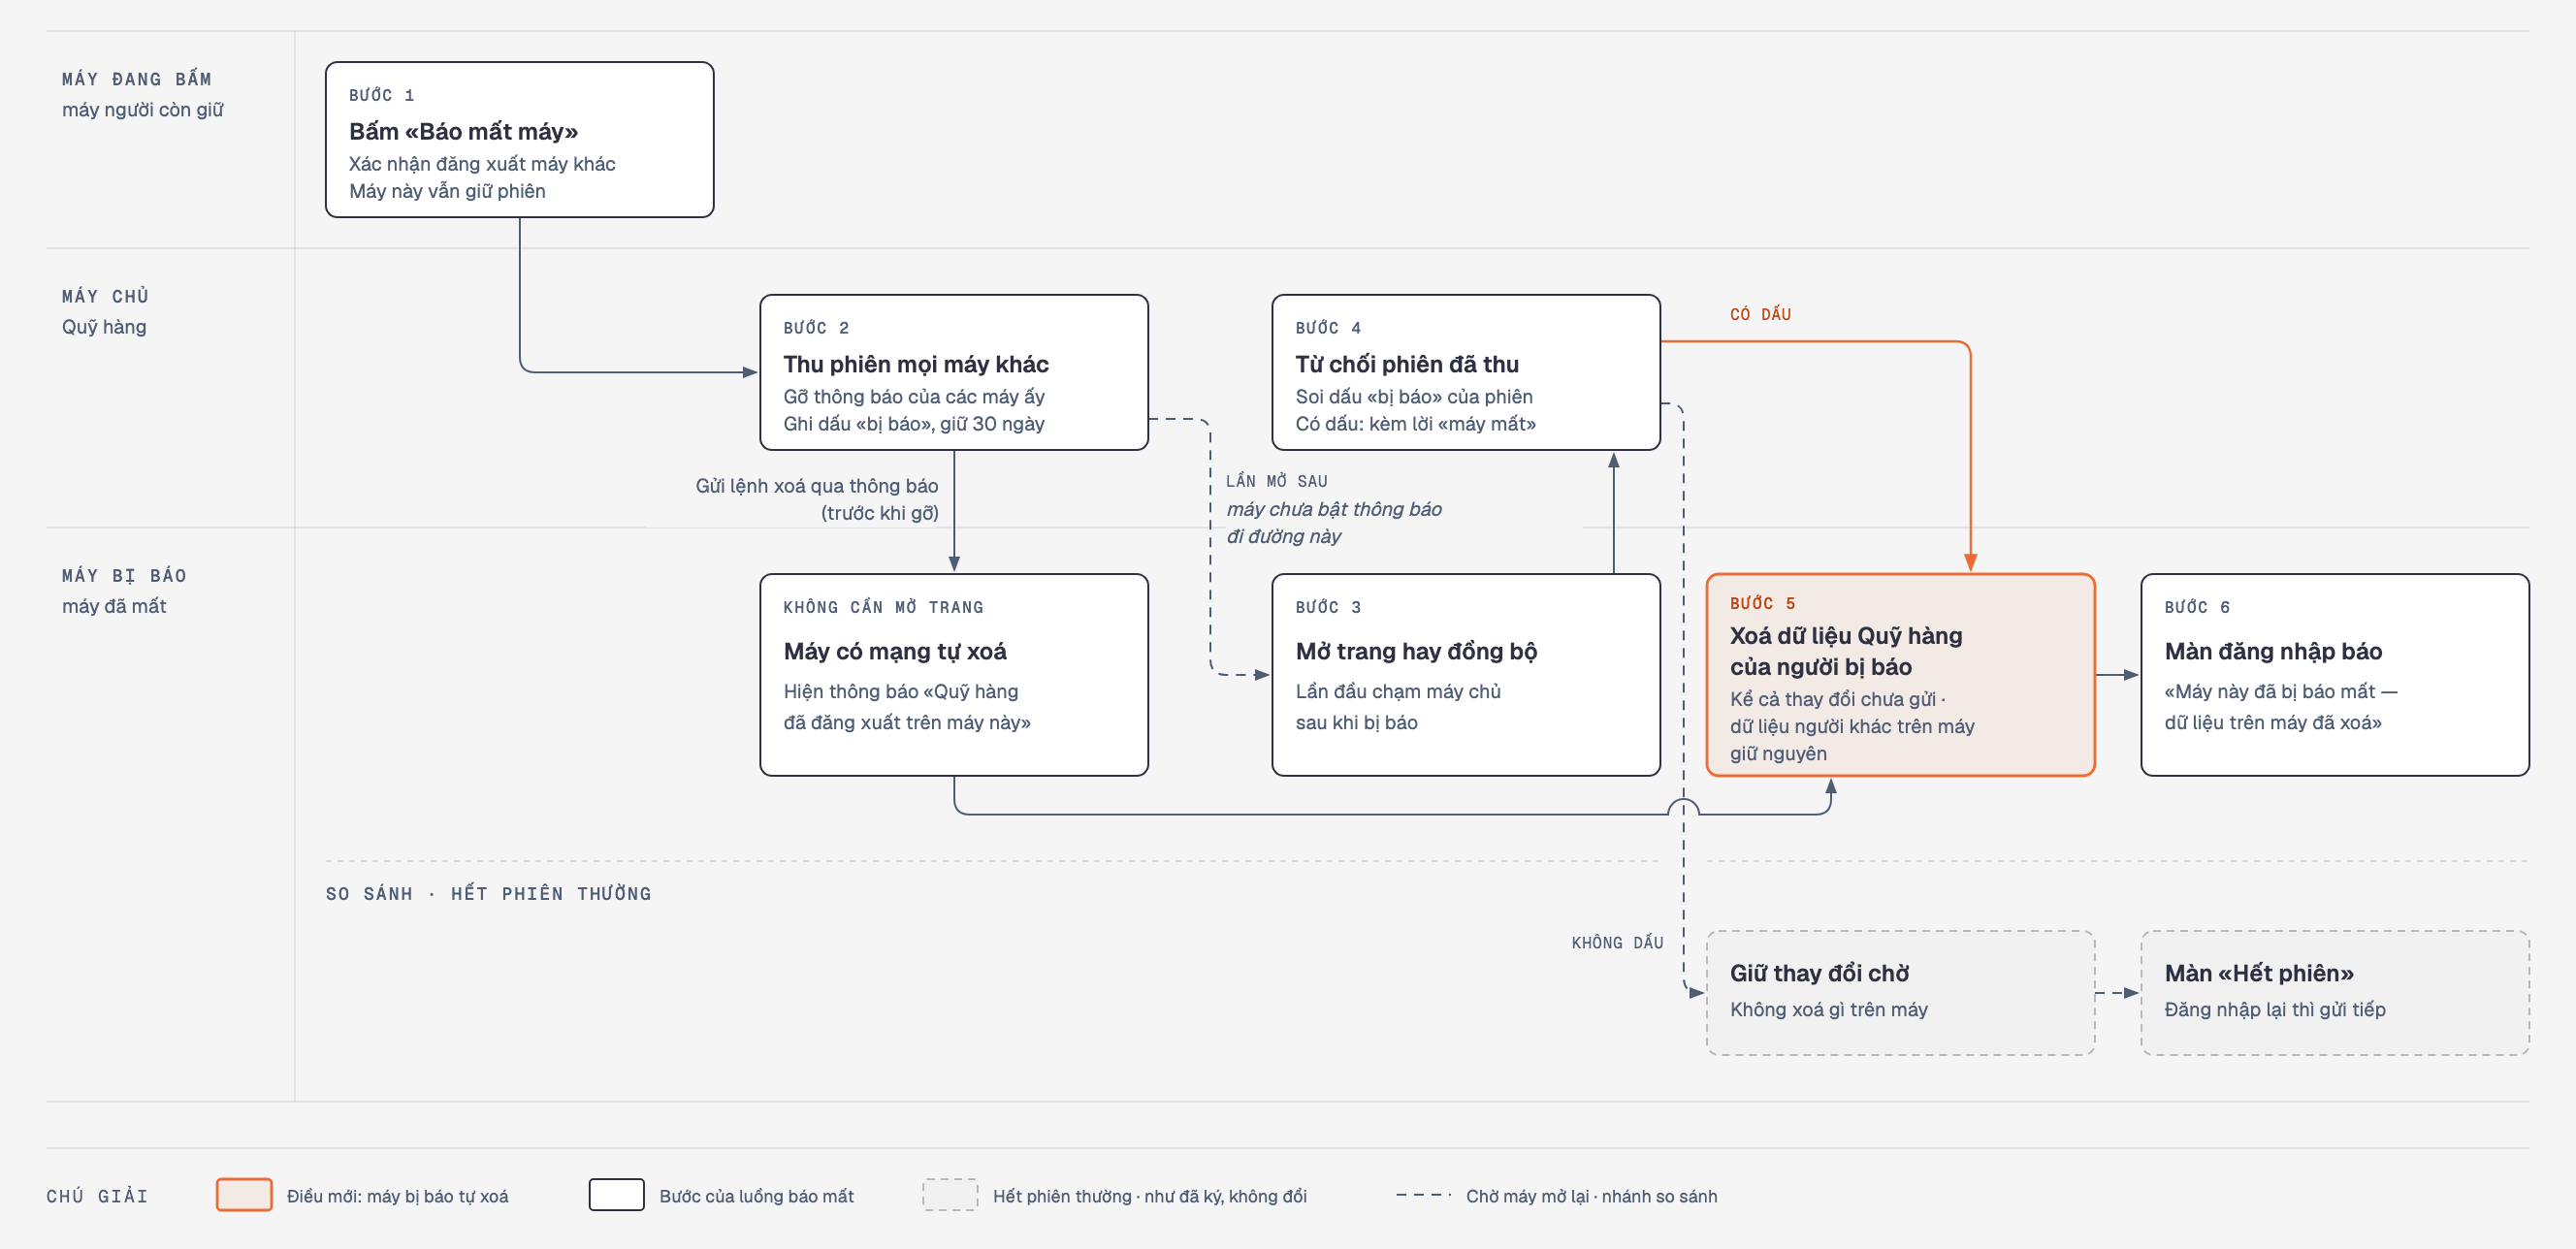 MÁY ĐANG BẤM
máy người còn giữ
BƯỚC 1
Bấm «Báo mất máy»
Xác nhận đăng xuất máy khác
Máy này vẫn giữ phiên
MÁY CHỦ
Quỹ hàng
BƯỚC 2
Thu phiên mọi máy khác
Gỡ thông báo của các máy ấy
Ghi dấu «bị báo», giữ 30 ngày
BƯỚC 4
Từ chối phiên đã thu
Soi dấu «bị báo» của phiên
Có dấu: kèm lời «máy mất»
CÓ DẤU
Gửi lệnh xoá qua thông báo
(trước khi gỡ)
LẦN MỞ SAU
máy chưa bật thông báo
đi đường này
MÁY BỊ BÁO
máy đã mất
KHÔNG CẦN MỞ TRANG
Máy có mạng tự xoá
Hiện thông báo «Quỹ hàng
đã đăng xuất trên máy này»
BƯỚC 3
Mở trang hay đồng bộ
Lần đầu chạm máy chủ
sau khi bị báo
BƯỚC 5
Xoá dữ liệu Quỹ hàng
của người bị báo
Kể cả thay đổi chưa gửi ·
dữ liệu người khác trên máy
giữ nguyên
BƯỚC 6
Màn đăng nhập báo
«Máy này đã bị báo mất —
dữ liệu trên máy đã xoá»
SO SÁNH · HẾT PHIÊN THƯỜNG
KHÔNG DẤU
Giữ thay đổi chờ
Không xoá gì trên máy
Màn «Hết phiên»
Đăng nhập lại thì gửi tiếp
CHÚ GIẢI
Điều mới: máy bị báo tự xoá
Bước của luồng báo mất
Hết phiên thường · như đã ký, không đổi
Chờ máy mở lại · nhánh so sánh